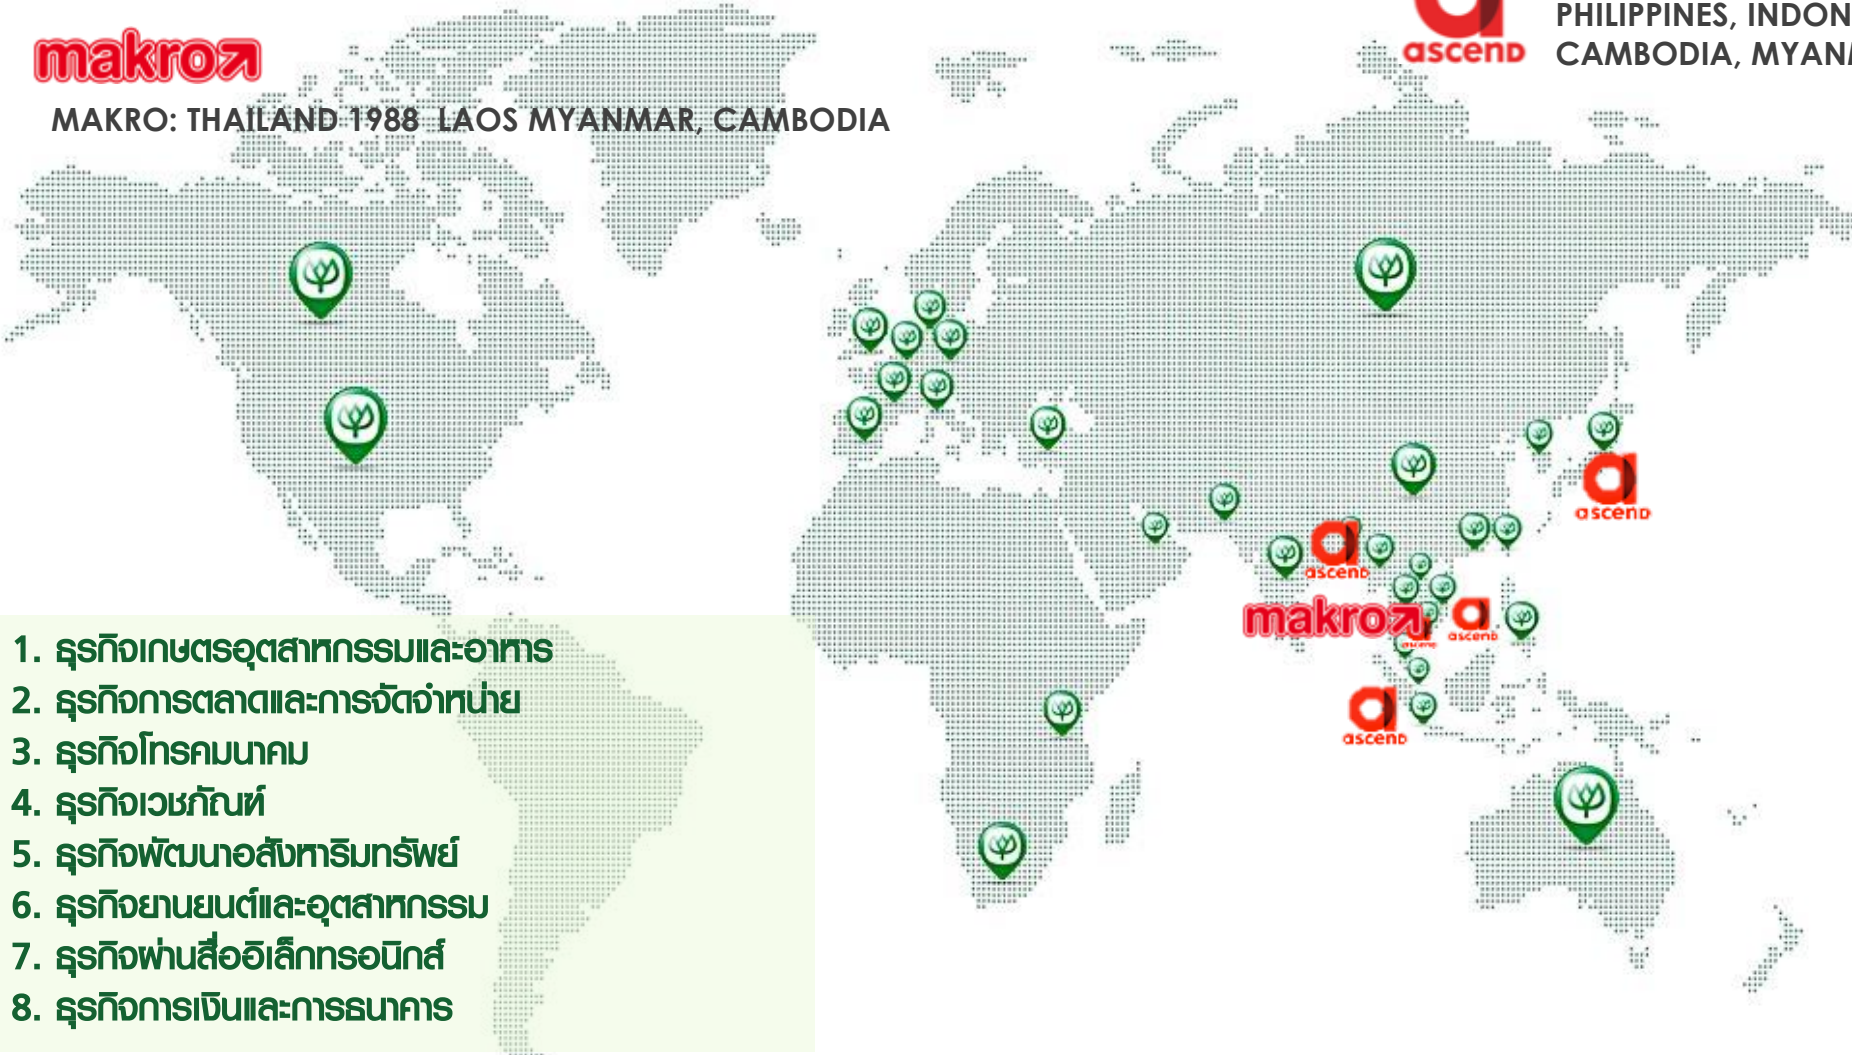 makro
MAKRO: THAILAND 1988 LAOS MYANMAR, CAMBODIA
ascend
PHILIPPINES,
CAMBODIA,
ascend
ascend
makro
ascend
ascend
ascend
1. ธุรกิจเกษตรอุตสาหกรรมและอาหาร
2. ธุรกิจการตลาดและการจัดจำหน่าย
3. ธุรกิจโทรคมนาคม
4. ธุรกิจเวชภัณฑ์
5. ธุรกิจพัฒนาอสังหาริมทรัพย์
6. ธุรกิจยานยนต์และอุตสาหกรรม
7. ธุรกิจผ่านสื่ออิเล็กทรอนิกส์
8. ธุรกิจการเงินและการธนาคาร